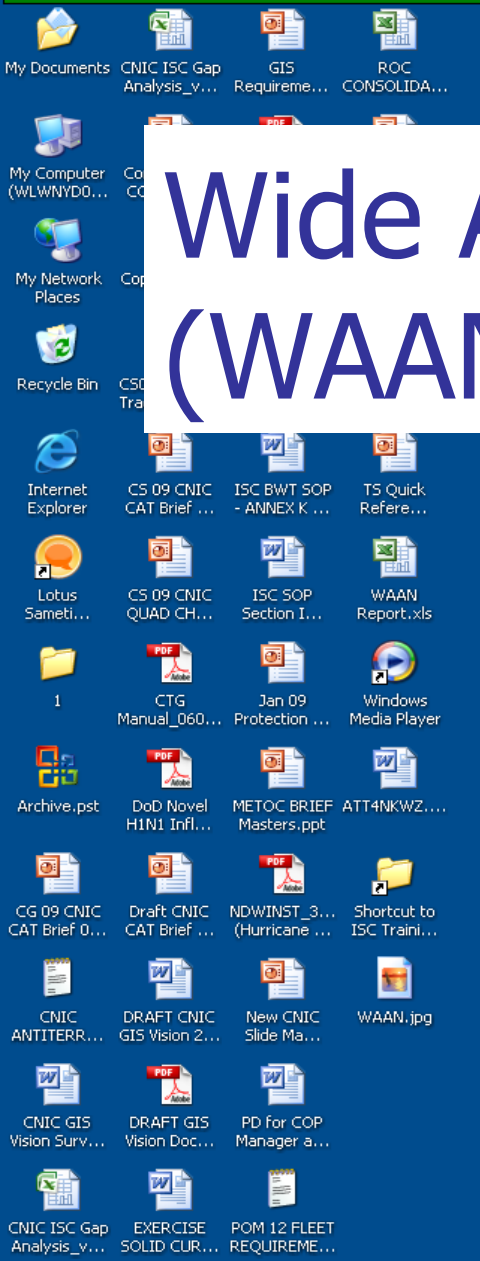 My Documents
CNIC ISC Gap
Analysis_v...
GIS
Requireme...
ROC
CONSOLIDA...
My Computer
(WLWNYD0...
Wide
(WAAN
My Network
Places
Recycle Bin
Internet
Explorer
CS 09 CNIC
CAT Brief ...
ISC BWT SOP
- ANNEX K ...
TS Quick
Refere...
Lotus
Sameti...
CS 09 CNIC
QUAD CH...
ISC SOP
Section I...
WAAN
Report.xls
1
CTG
Manual_060...
Jan 09
Protection ...
Windows
Media Player
Archive.pst
DoD Novel
H1N1 Infl...
METOC BRIEF
Masters.ppt
ATT4NKWZ....
CG 09 CNIC
CAT Brief 0...
Draft CNIC
CAT Brief ...
NDWINST_3...
(Hurricane ...
Shortcut to
ISC Traini...
CNIC
ANTITERR...
DRAFT CNIC
GIS Vision 2...
New CNIC
Slide Ma...
WAAN.jpg
CNIC GIS
Vision Surv...
DRAFT GIS
Vision Doc...
PD for COP
Manager a...
CNIC ISC Gap
Analysis_v...
EXERCISE
SOLID CUR...
POM 12 FLEET
REQUIREME...